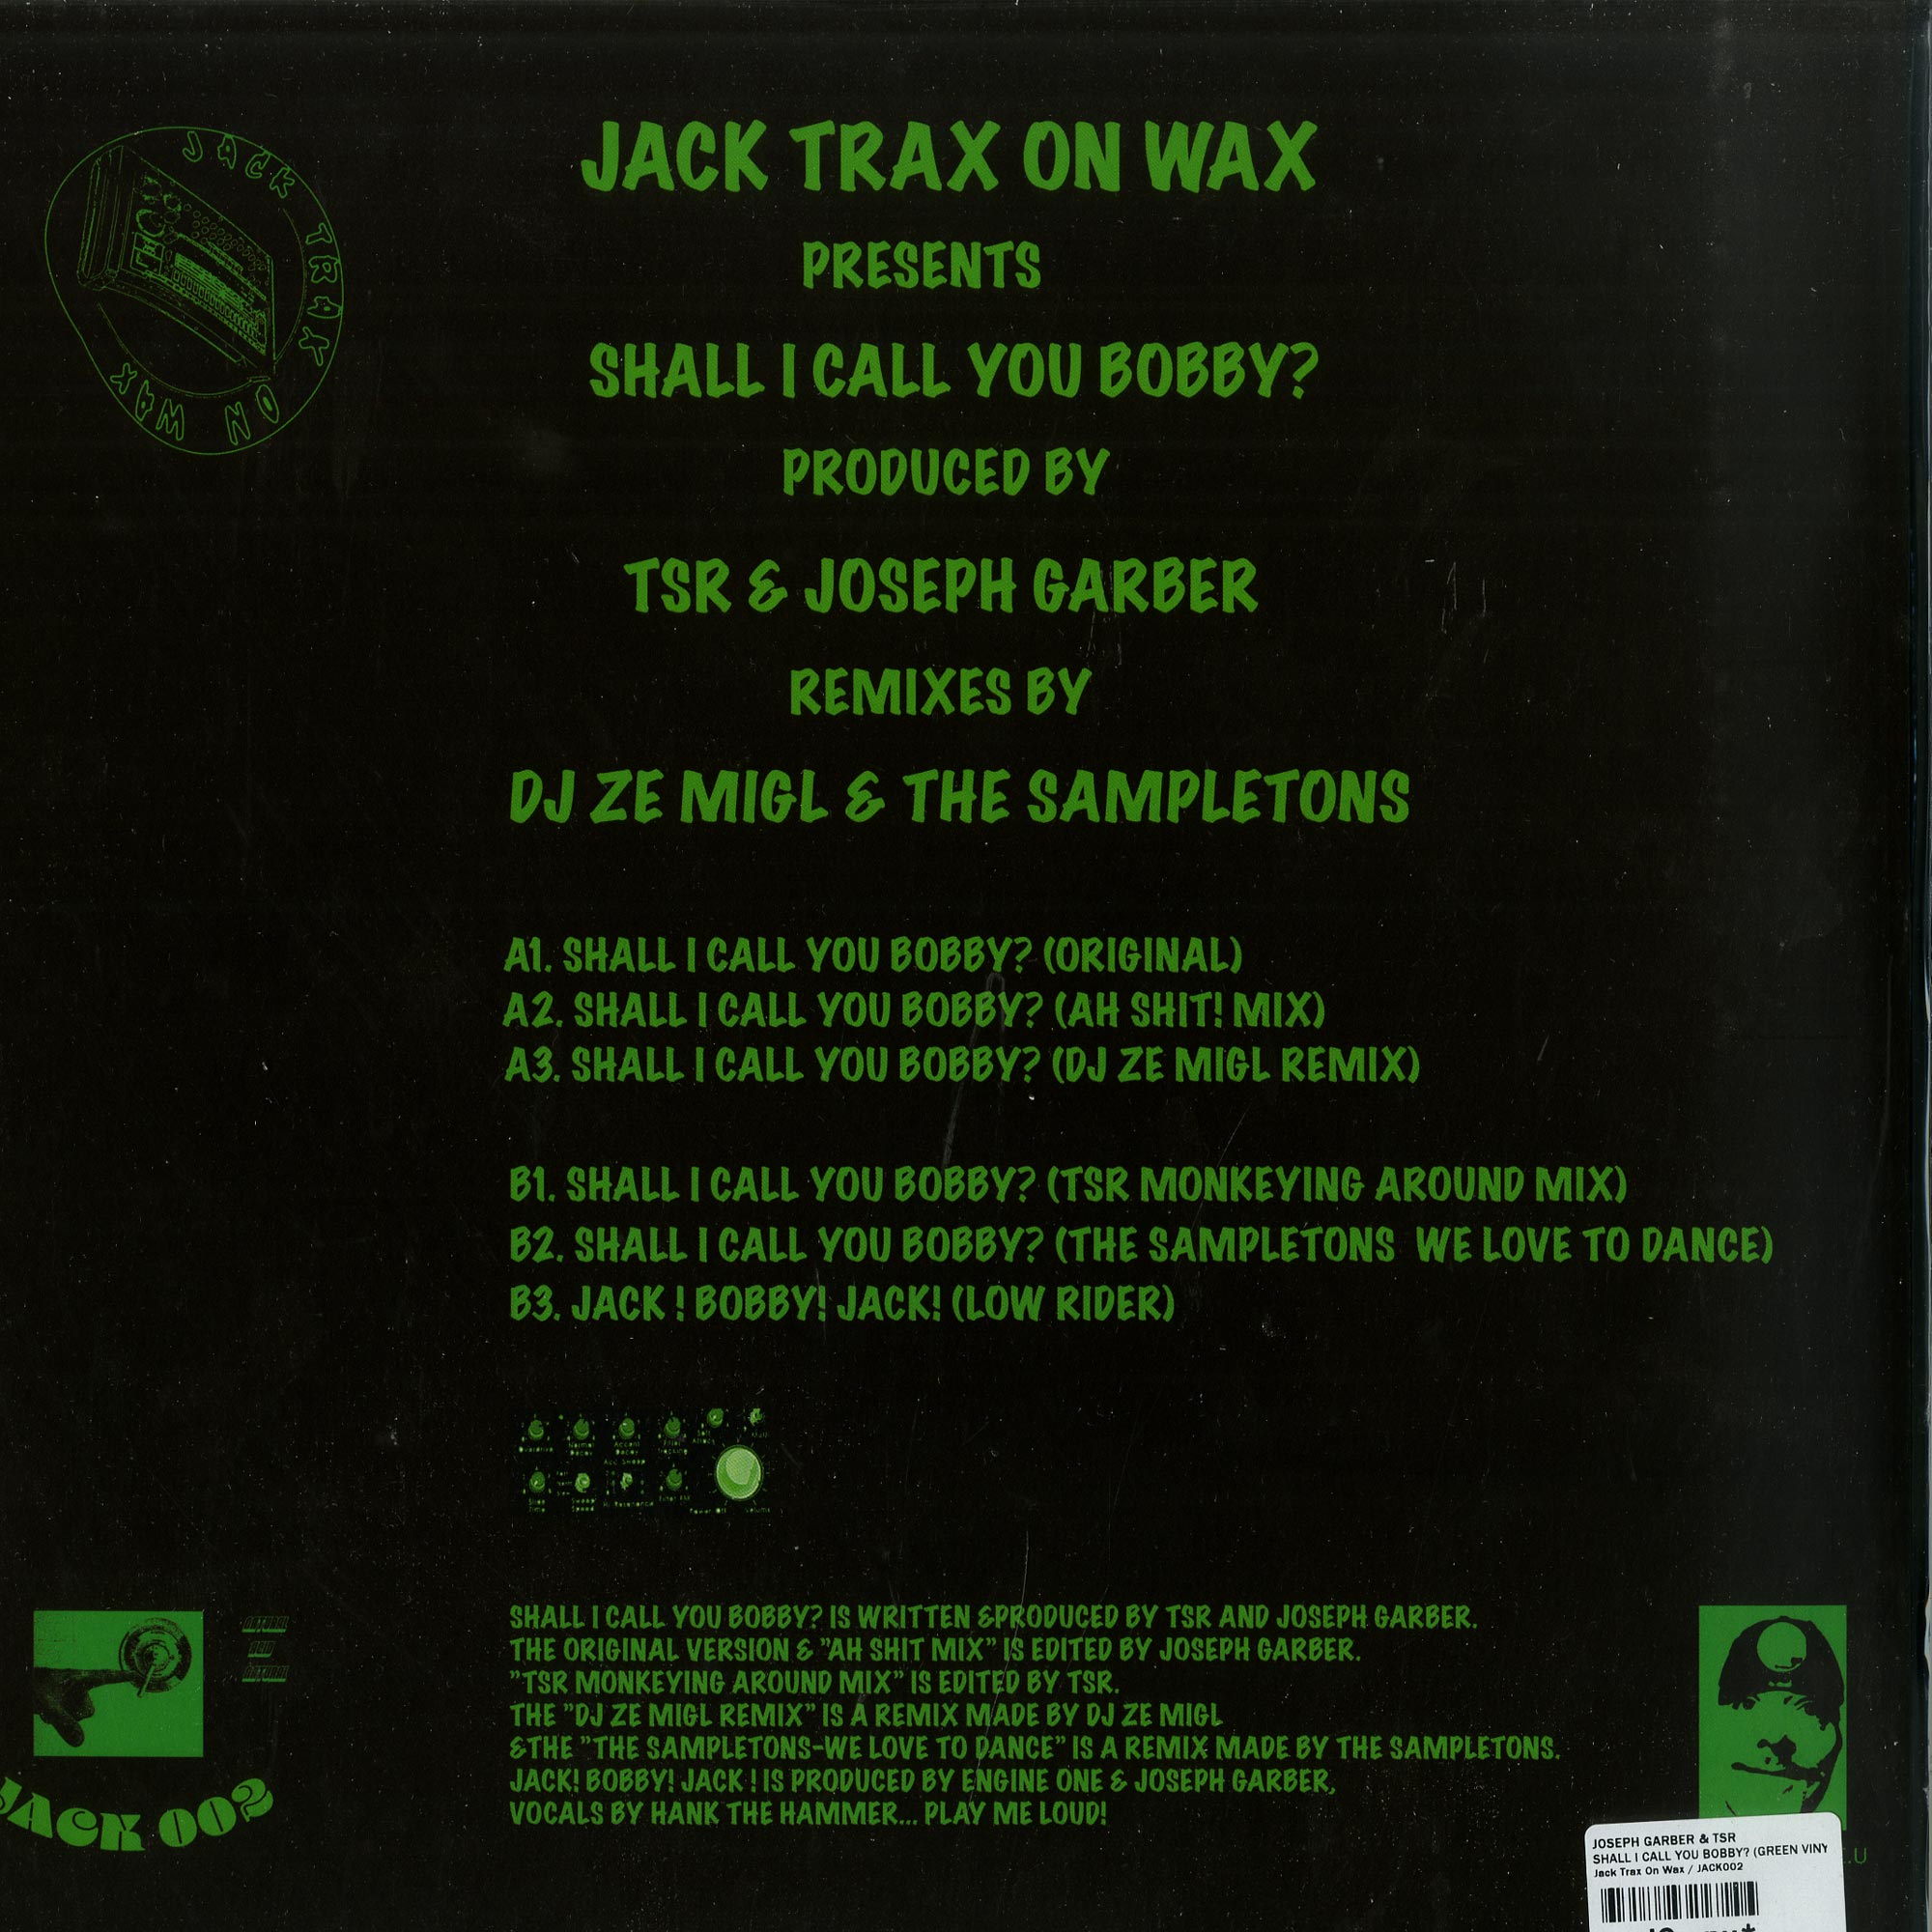 JACK TRAX ON WAX
JACK TRAX ON WAX
PRESENTS
SHALL I CALL YOU BOBBY?
PRODUCED BY
TSR & JOSEPH GARBER
REMIXES BY
DJ ZE MIGL & THE SAMPLETONS
A1. SHALL I CALL YOU BOBBY? (ORIGINAL)
A2. SHALL I CALL YOU BOBBY? (AH SHIT! MIX)
A3. SHALL I CALL YOU BOBBY? (DJ ZE MIGL REMIX)
B1. SHALL I CALL YOU BOBBY? (TSR MONKEYING AROUND MIX)
B2. SHALL I CALL YOU BOBBY? (THE SAMPLETONS WE LOVE TO DANCE)
B3. JACK ! BOBBY! JACK! (LOW RIDER)
SHALL I CALL YOU BOBBY? IS WRITTEN &PRODUCED BY TSR AND JOSEPH GARBER.
THE ORIGINAL VERSION & "AH SHIT MIX" IS EDITED BY JOSEPH GARBER.
"TSR MONKEYING AROUND MIX" IS EDITED BY TSR.
THE "DJ ZE MIGL REMIX" IS A REMIX MADE BY DJ ZE MIGL
&THE "THE SAMPLETONS-WE LOVE TO DANCE" IS A REMIX MADE BY THE SAMPLETONS.
JACK! BOBBY! JACK ! IS PRODUCED BY ENGINE ONE & JOSEPH GARBER,
VOCALS BY HANK THE HAMMER... PLAY ME LOUD!
JACK 002
JOSEPH GARBER & TSR
SHALL I CALL YOU BOBBY? (GREEN VINY
Jack Trax On Wax / JACK002